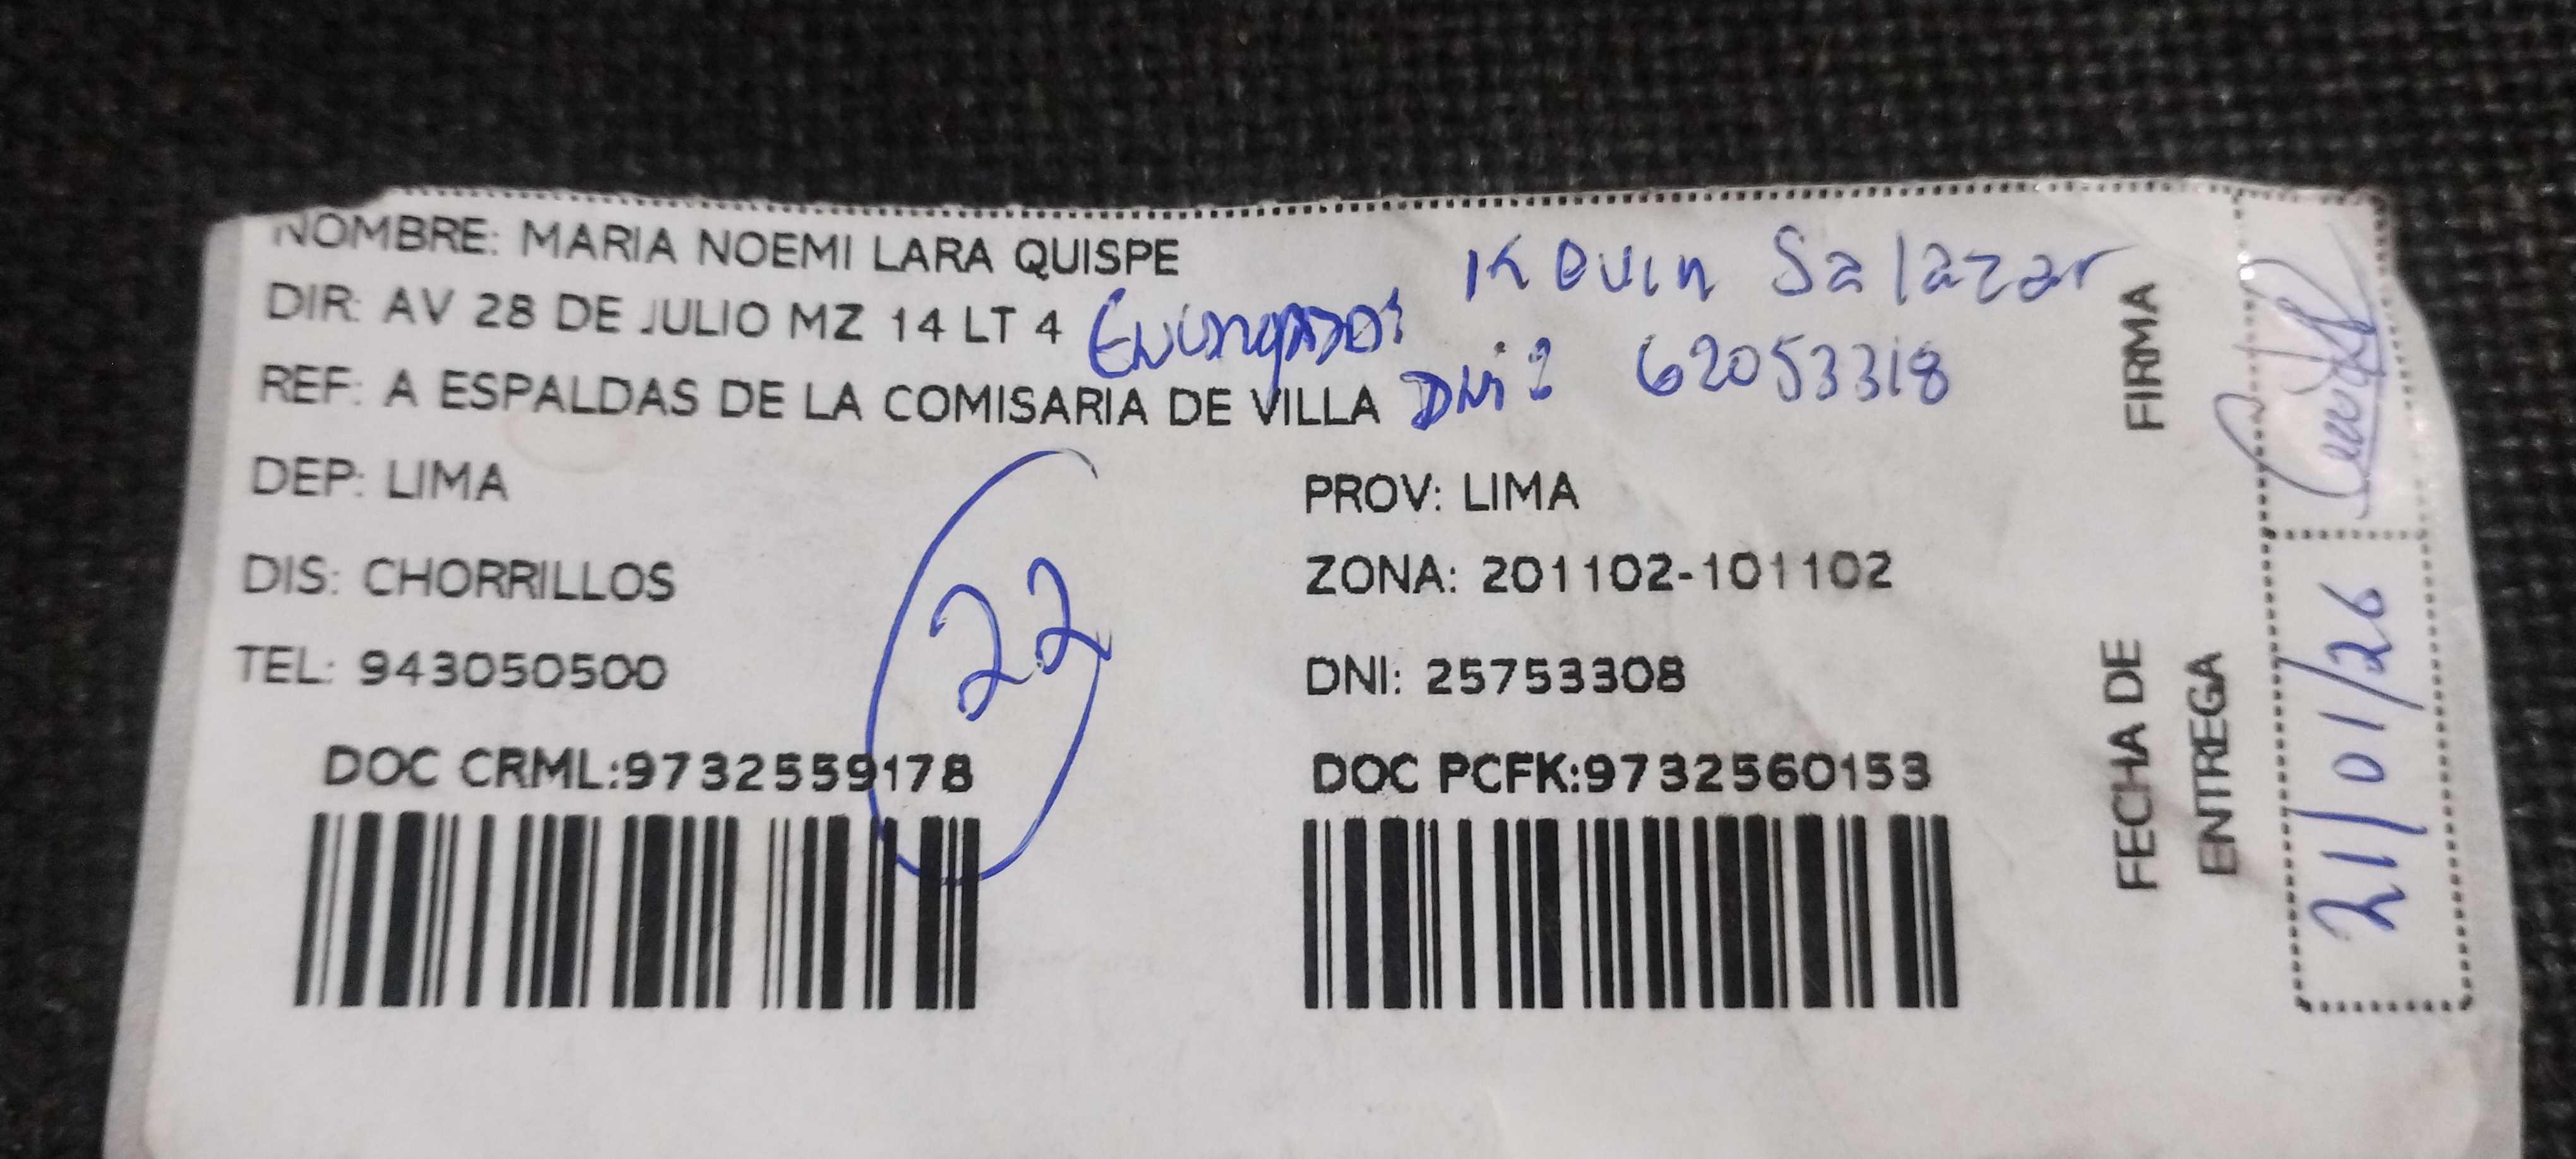 NOMBRE: MARIA NOEMI LARA QUISPE
Kevin Salazar
DIR: AV 28 DE JULIO MZ 14 LT 4
Encargado:
REF: A ESPALDAS DE LA COMISARIA DE VILLA
DNi: 62053318
DEP: LIMA
PROV: LIMA
DIS: CHORRILLOS
ZONA: 201102-101102
22
TEL: 943050500
DNI: 25753308
DOC CRML:9732559178
DOC PCFK:9732560153
FIRMA
FECHA DE
ENTREGA
21/01/26